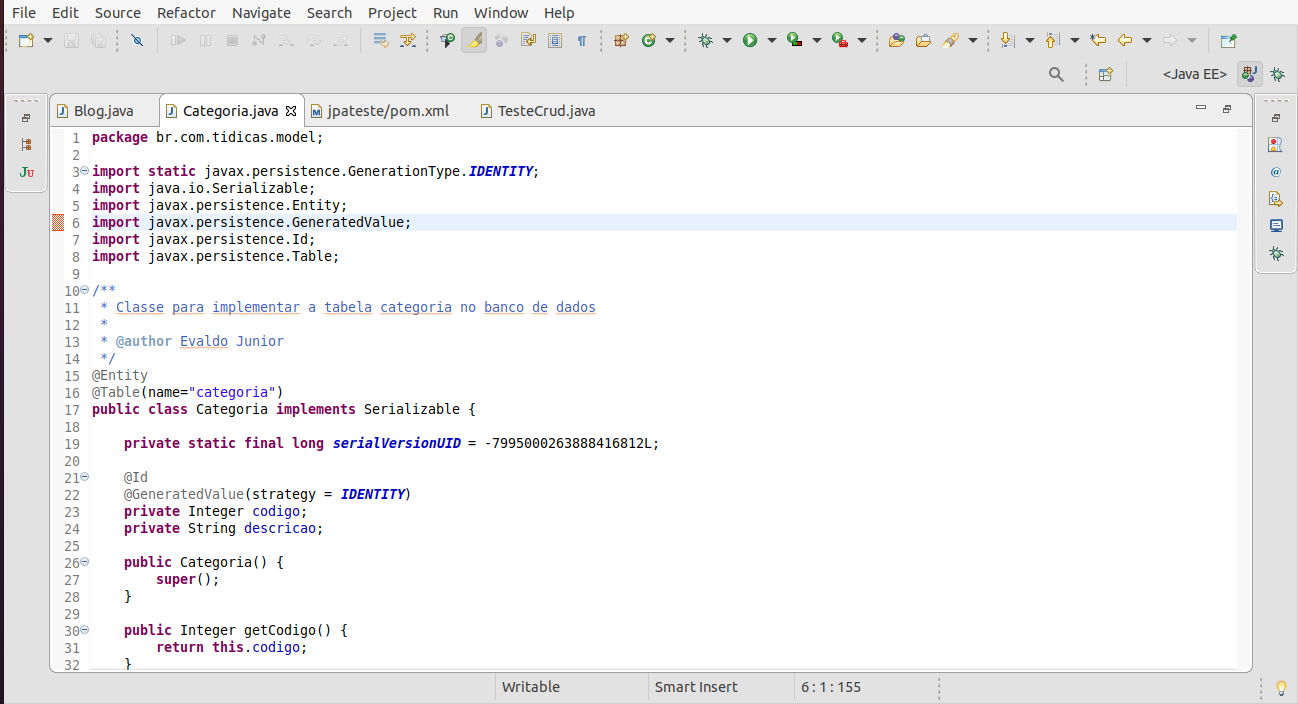 File Edit Source Refactor Navigate Search Project Run Window Help
<Java EE>
Blog.java Categoria.java jpateste/pom.xml TesteCrud.java
1 package br.com.tidicas.model;
2
3 import static javax.persistence.GenerationType.IDENTITY;
4 import java.io.Serializable;
5 import javax.persistence.Entity;
6 import javax.persistence.GeneratedValue;
7 import javax.persistence.Id;
8 import javax.persistence.Table;
9
10 /**
11  * Classe para implementar a tabela categoria no banco de dados
12  *
13  * @author Evaldo Junior
14  */
15 @Entity
16 @Table(name="categoria")
17 public class Categoria implements Serializable {
18
19     private static final long serialVersionUID = -7995000263888416812L;
20
21     @Id
22     @GeneratedValue(strategy = IDENTITY)
23     private Integer codigo;
24     private String descricao;
25
26     public Categoria() {
27         super();
28     }
29
30     public Integer getCodigo() {
31         return this.codigo;
32     }
Writable Smart Insert 6 : 1 : 155